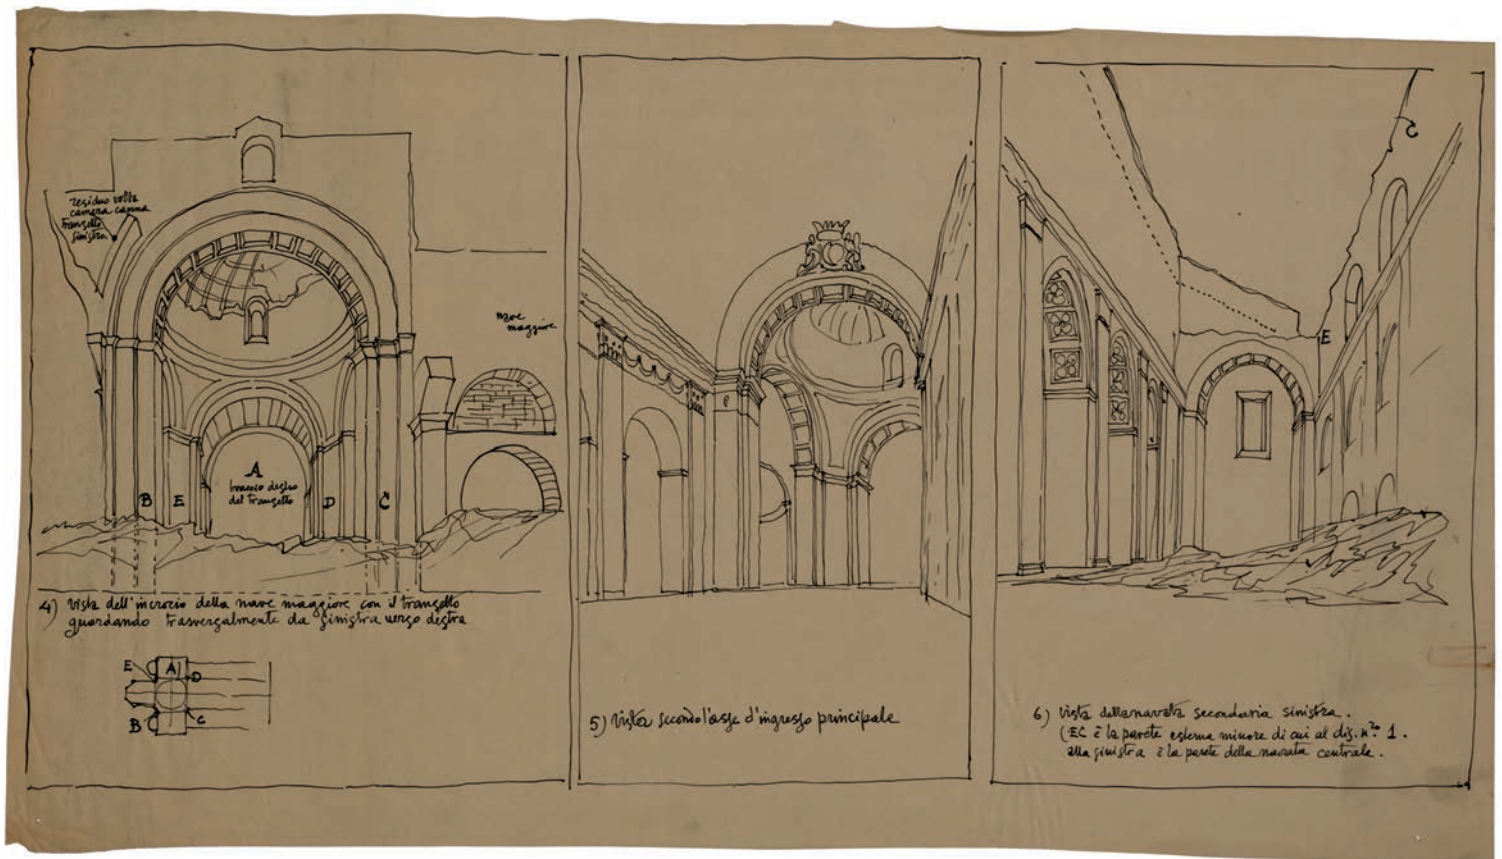 residuo volta
camera canna
transetto
sinistro.
nave
maggiore
A
braccio destro
del transetto
B
E
D
C
4) vista dell'incrocio della nave maggiore con il transetto
guardando trasversalmente da sinistra verso destra
E
A
D
B
C
5) Vista secondo l'asse d'ingresso principale
C
E
6) vista della navata secondaria sinistra.
(EC è la parete esterna minore di cui al dis. n.º 1.
alla sinistra è la parete della navata centrale.